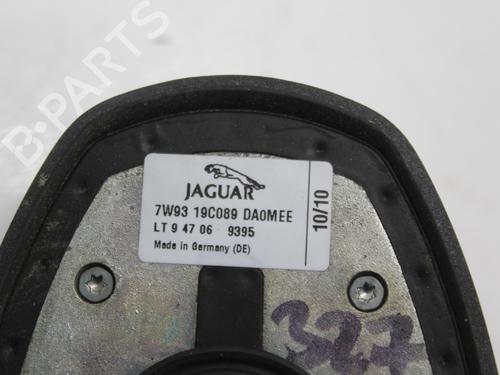 B-PARTS
JAGUAR
7W93 19C089 DA0MEE
LT 9 47 06 9395
Made in Germany (DE)
10/10
327